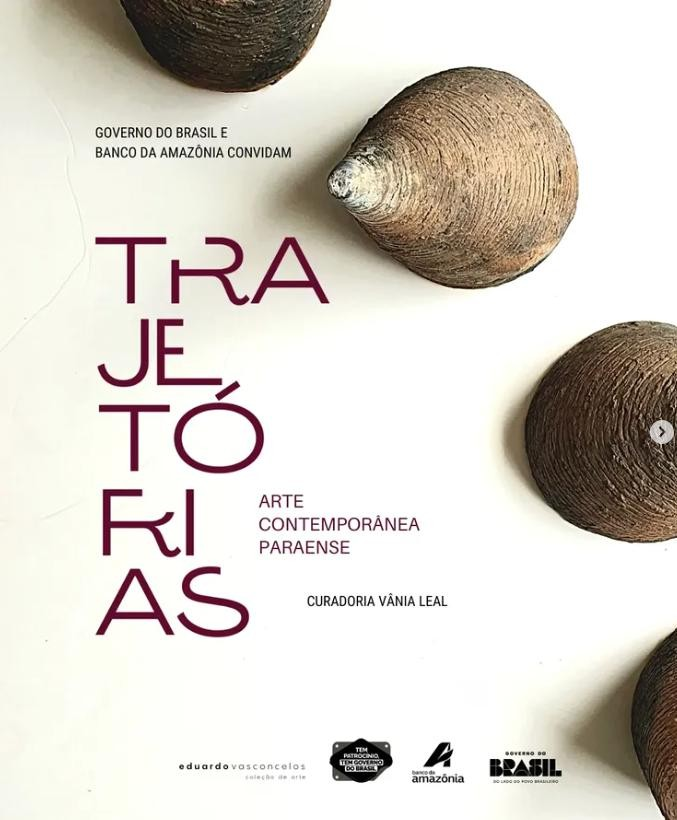 GOVERNO DO BRASIL E
BANCO DA AMAZÔNIA CONVIDAM
TRA
JE
TÓ
RI
AS
ARTE
CONTEMPORÂNEA
PARAENSE
CURADORIA VÂNIA LEAL
eduardovasconcelos
coleção de arte
TEM
PATROCÍNIO,
TEM GOVERNO
DO BRASIL
banco da
amazônia
GOVERNO DO
BRASIL
DO LADO DO POVO BRASILEIRO